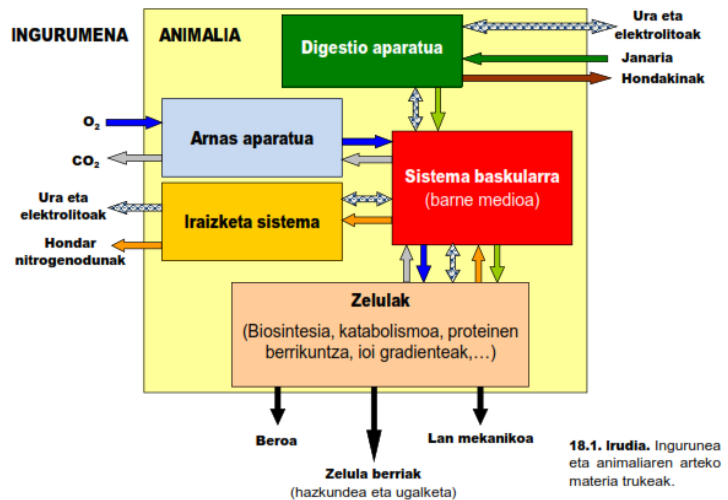 INGURUMENA
ANIMALIA
Digestio aparatua
Ura eta
elektrolitoak
Janaria
Hondakinak
O₂
CO₂
Arnas aparatua
Sistema baskularra
(barne medioa)
Ura eta
elektrolitoak
Hondar
nitrogenodunak
Iraizketa sistema
Zelulak
(Biosintesia, katabolismoa, proteinen
berrikuntza, ioi gradienteak,…)
Beroa
Lan mekanikoa
Zelula berriak
(hazkundea eta ugalketa)
18.1. Irudia. Ingurunea
eta animaliaren arteko
materia trukeak.